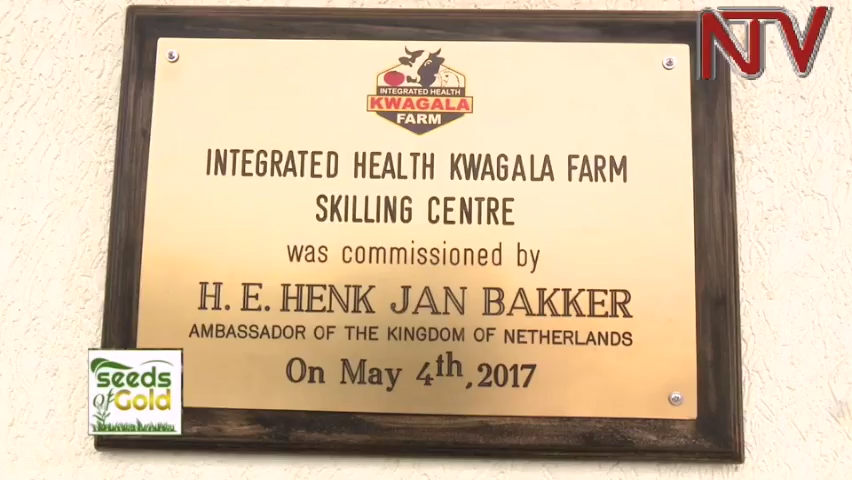 NTV
INTEGRATED HEALTH
KWAGALA
FARM
INTEGRATED HEALTH KWAGALA FARM
SKILLING CENTRE
was commissioned by
H. E. HENK JAN BAKKER
AMBASSADOR OF THE KINGDOM OF NETHERLANDS
On May 4th, 2017
seeds
of Gold